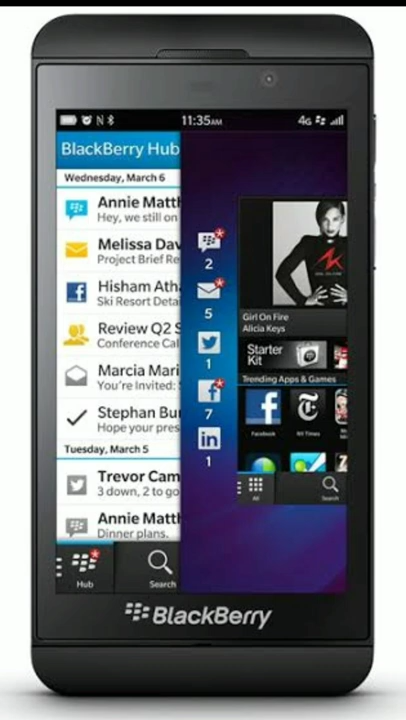 11:35AM
4G
BlackBerry Hub
Wednesday, March 6
Annie Matth
Hey, we still on
Melissa Dav
Project Brief Re
Hisham Atha
Ski Resort Detai
Review Q2 S
Conference Cal
Marcia Mari
You're Invited:
Stephan Bur
Hope your pres
Tuesday, March 5
Trevor Cam
3 down, 2 to go
Annie Matth
Dinner plans.
Hub
Search
2
5
1
7
1
Girl On Fire
Alicia Keys
Starter
Kit
Trending Apps & Games
Facebook
NY Times
All
Search
BlackBerry